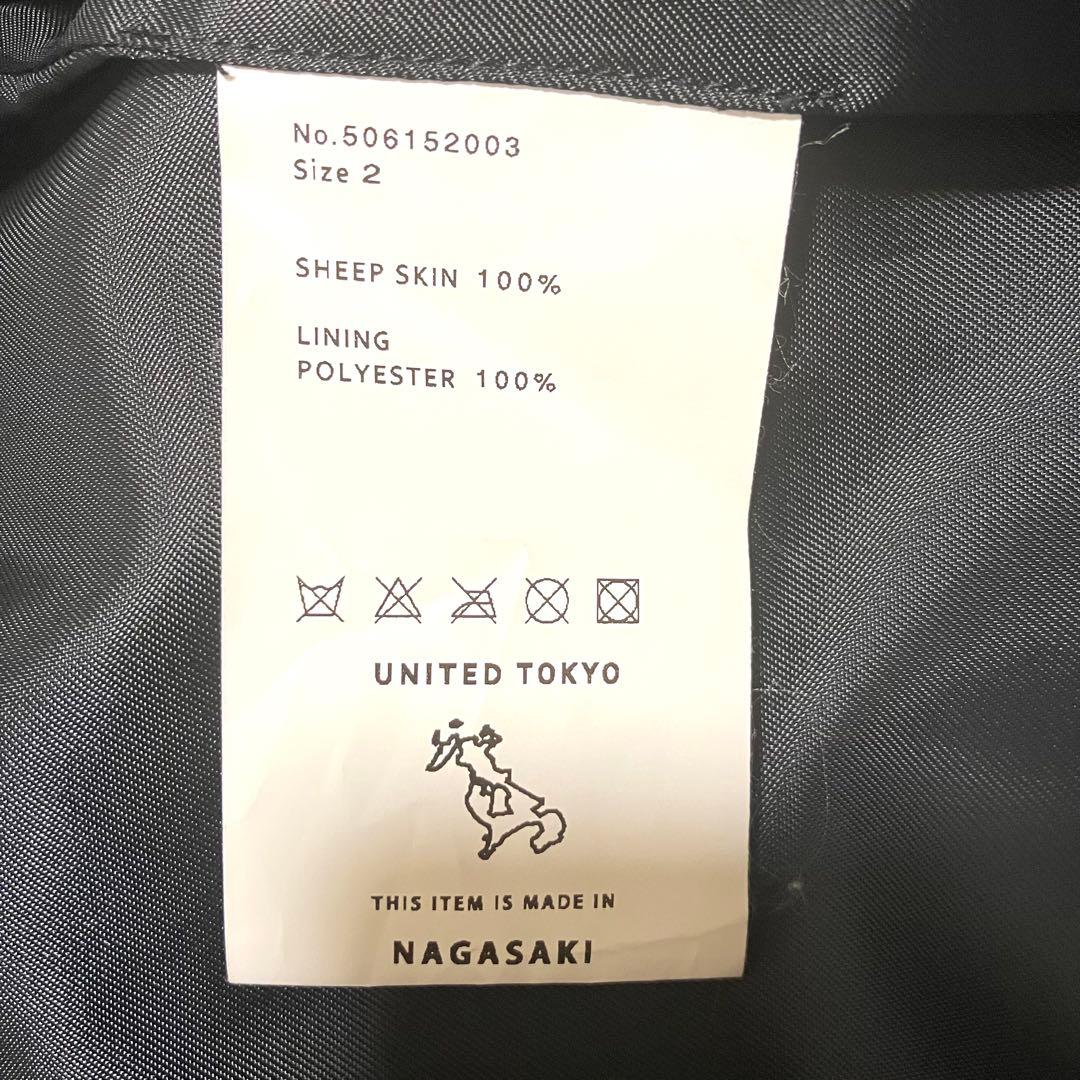 No.506152003
Size 2
SHEEP SKIN 100%
LINING
POLYESTER 100%
UNITED TOKYO
THIS ITEM IS MADE IN
NAGASAKI